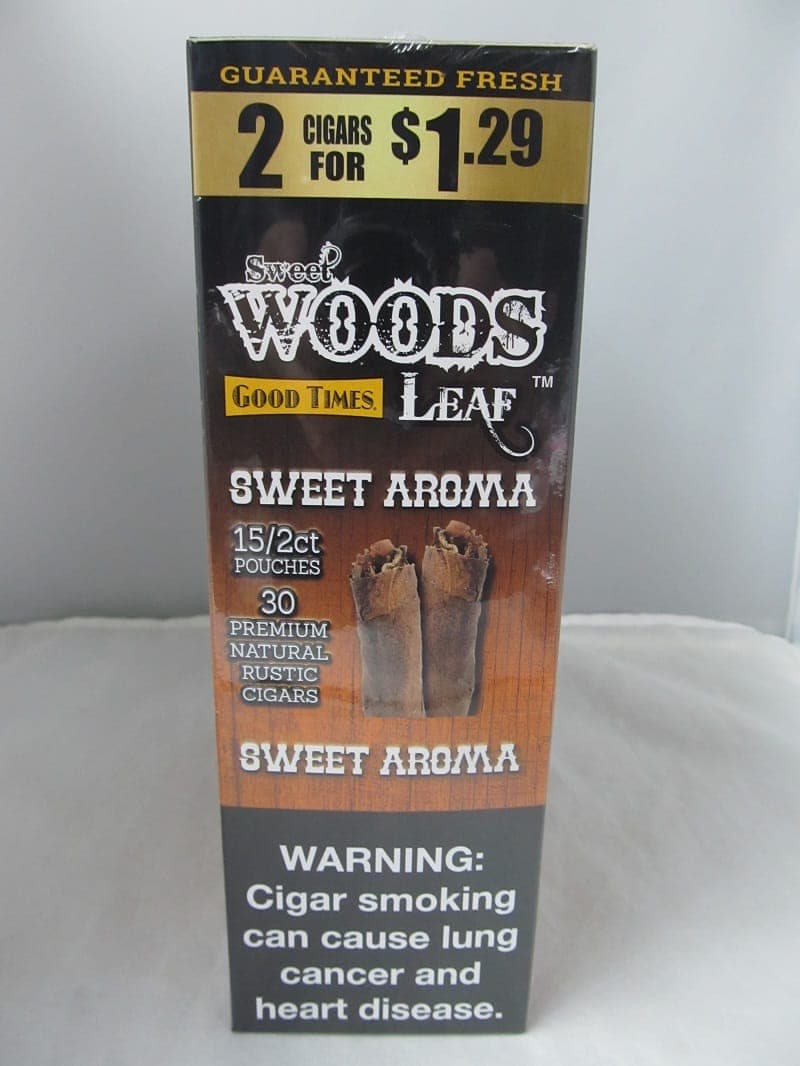 GUARANTEED FRESH
2 CIGARS FOR $1.29
Sweet
WOODS
GOOD TIMES. LEAF ™
SWEET AROMA
15/2ct
POUCHES
30
PREMIUM
NATURAL
RUSTIC
CIGARS
SWEET AROMA
WARNING:
Cigar smoking
can cause lung
cancer and
heart disease.